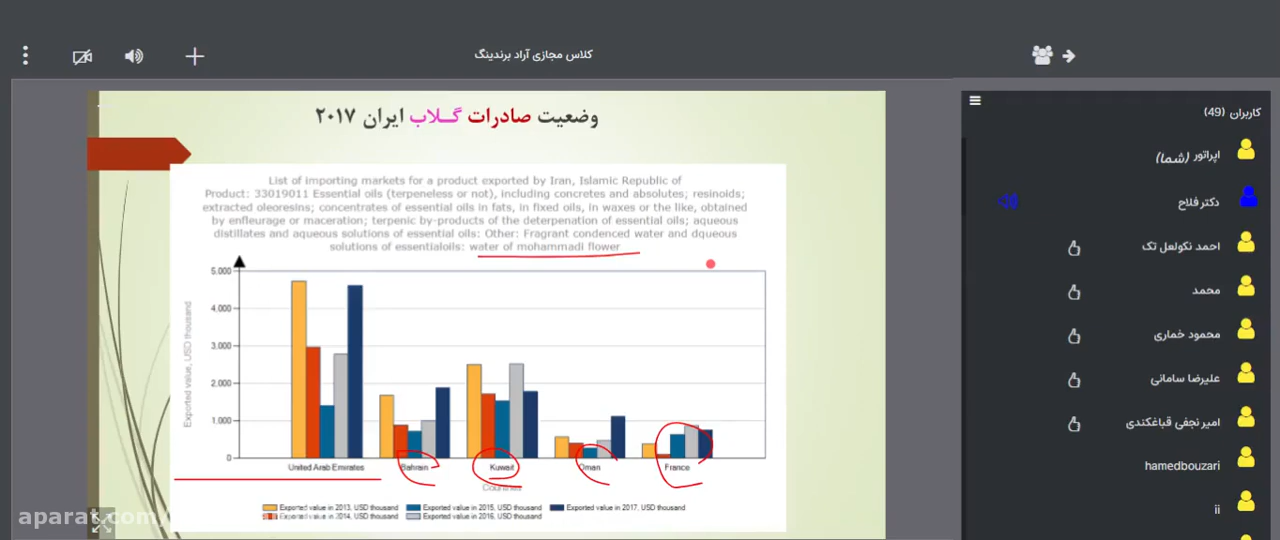 کلاس مجازی آراد برندینگ
وضعیت صادرات گـلاب ایران ۲۰۱۷
List of importing markets for a product exported by Iran, Islamic Republic of
Product: 33019011 Essential oils (terpeneless or not), including concretes and absolutes; resinoids;
extracted oleoresins; concentrates of essential oils in fats, in fixed oils, in waxes or the like, obtained
by enfleurage or maceration; terpenic by-products of the deterpenation of essential oils; aqueous
distillates and aqueous solutions of essential oils: Other: Fragrant condenced water and dqueous
solutions of essentialoils: water of mohammadi flower
Exported value, USD thousand
5,000
4,000
3,000
2,000
1,000
0
United Arab Emirates Bahrain Kuwait Oman France
Countries
Exported value in 2013, USD thousand Exported value in 2015, USD thousand Exported value in 2017, USD thousand
Exported value in 2014, USD thousand Exported value in 2016, USD thousand
aparat.com/
کاربران (49)
اپراتور (شما)
دکتر فلاح
احمد نکولعل تک
محمد
محمود خماری
علیرضا سامانی
امیر نجفی قباغکندی
hamedbouzari
ii